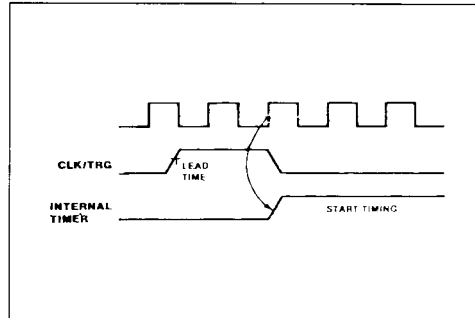 CLK/TRG
LEAD
TIME
INTERNAL
TIMER
START TIMING